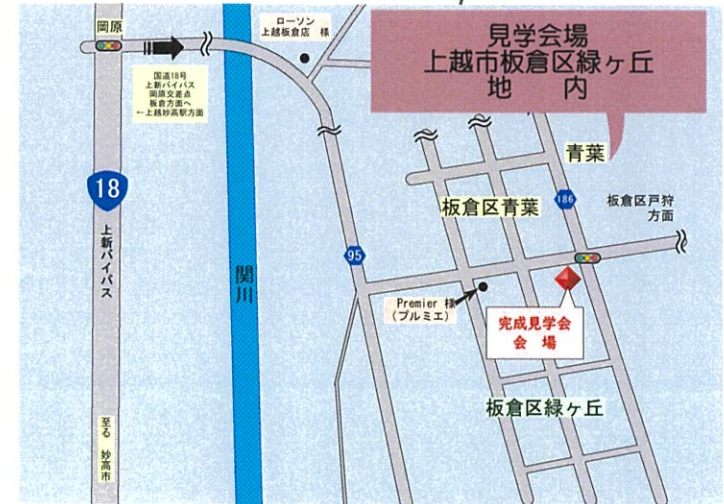 岡原
ローソン
上越板倉店 様
見学会場
上越市板倉区緑ヶ丘
地 内
国道18号
上新バイパス
岡原交差点
板倉方面へ
←上越妙高駅方面
18
上新バイパス
関川
95
青葉
板倉区青葉
186
板倉区戸狩
方面
Premier 様
(プルミエ)
完成見学会
会 場
板倉区緑ヶ丘
至る 妙高市